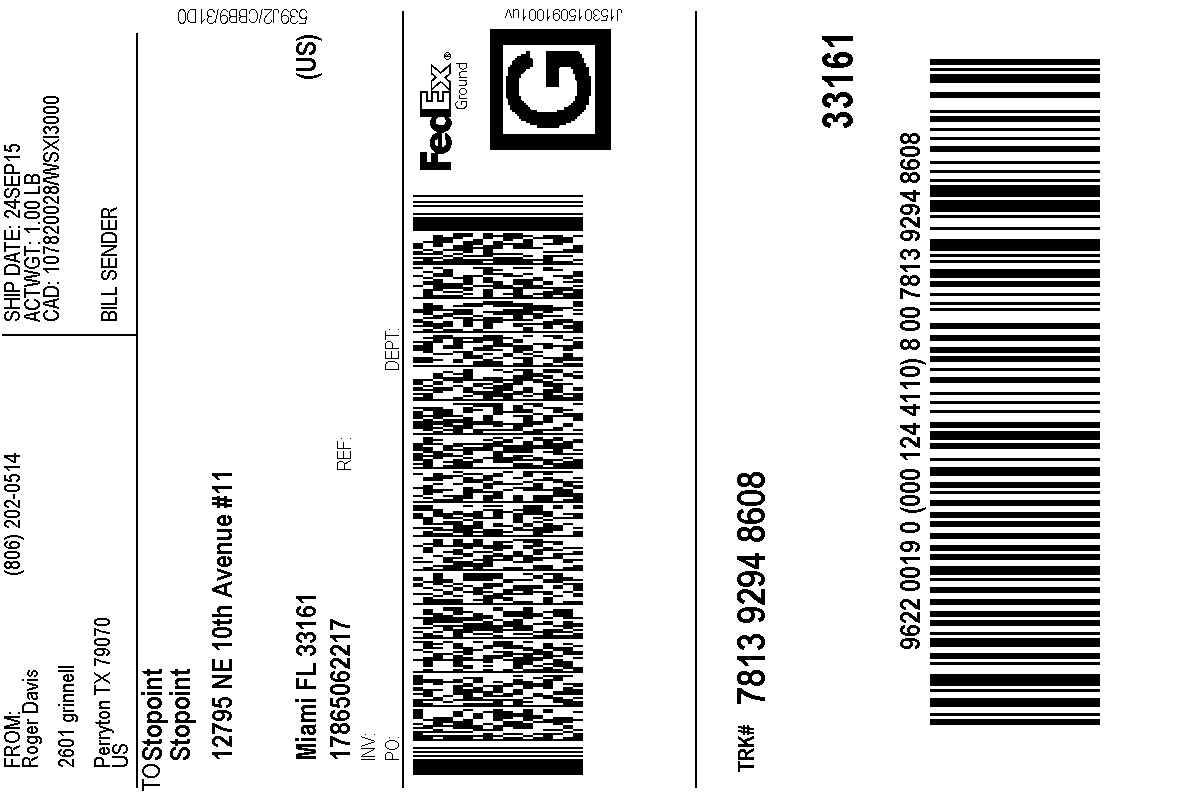 FROM:
(806) 202-0514
Roger Davis
2601 grinnell
Perryton TX 79070
US
SHIP DATE: 24SEP15
ACTWGT: 1.00 LB
CAD: 107820028/WSXI3000
BILL SENDER
TO Stopoint
Stopoint
12795 NE 10th Avenue #11
Miami FL 33161
(US)
17865062217
REF:
INV:
PO:
DEPT:
539J2/CBB9/31D0
FedEx®
Ground
G
J153015091001uv
TRK# 7813 9294 8608
33161
9622 0019 0 (000 124 4110) 8 00 7813 9294 8608